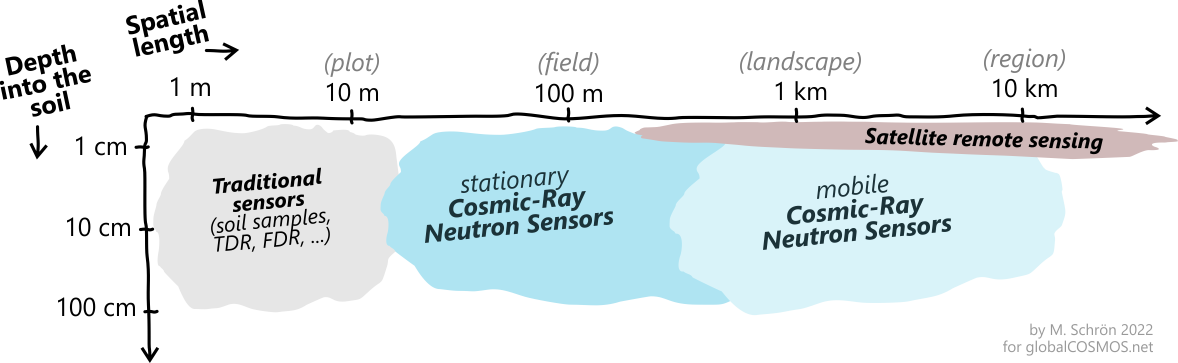 Spatial
length
Depth
into the
soil
(plot)
(field)
(landscape)
(region)
1 m
10 m
100 m
1 km
10 km
1 cm
10 cm
100 cm
Traditional
sensors
(soil samples,
TDR, FDR, ...)
stationary
Cosmic-Ray
Neutron Sensors
Satellite remote sensing
mobile
Cosmic-Ray
Neutron Sensors
by M. Schrön 2022
for globalCOSMOS.net